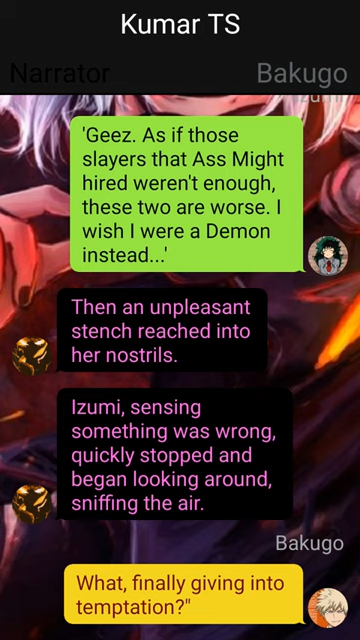 Kumar TS
Narrator
Bakugo
Izumi
'Geez. As if those
slayers that Ass Might
hired weren't enough,
these two are worse. I
wish I were a Demon
instead...'
Then an unpleasant
stench reached into
her nostrils.
Izumi, sensing
something was wrong,
quickly stopped and
began looking around,
sniffing the air.
Bakugo
What, finally giving into
temptation?"